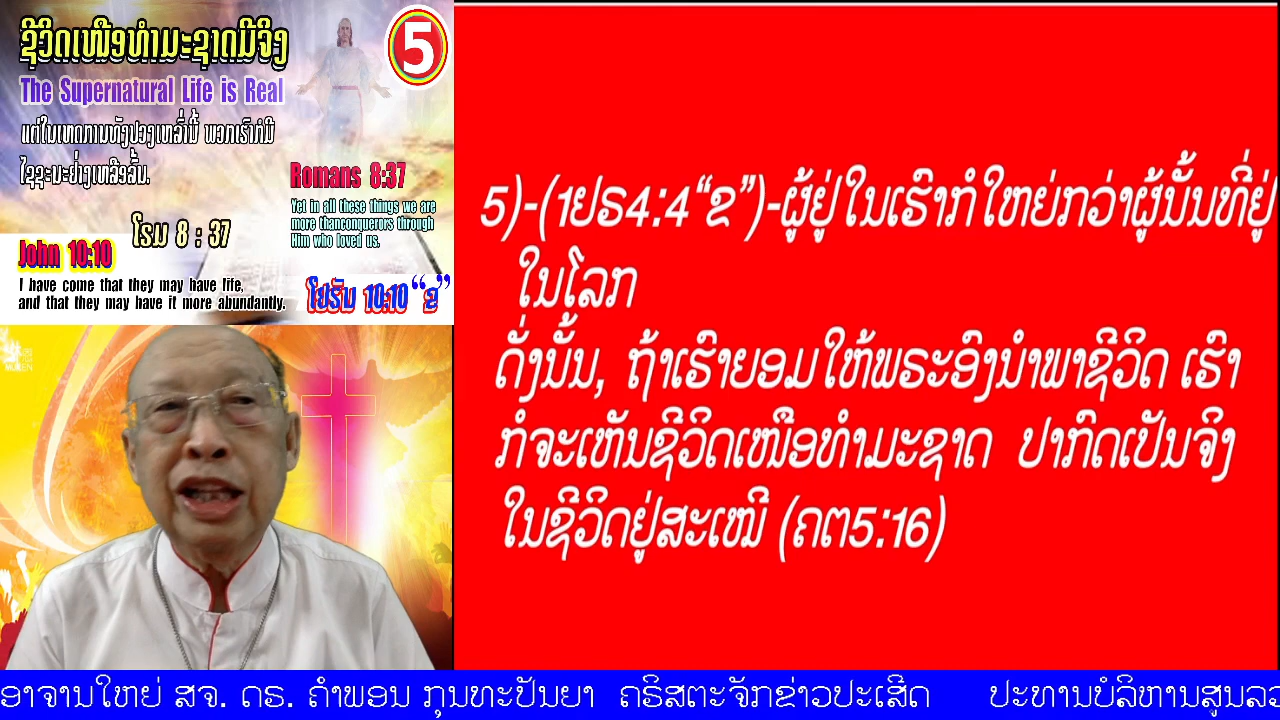 ຊີວິດເໜືອທຳມະຊາດມີຈິງ
5
The Supernatural Life is Real
ແຕ່ໃນເຫດການທັງປວງເຫລົ່ານີ້ ພວກເຮົາກໍມີ
ໄຊຊະນະຢ່າງເຫລືອລົ້ນ.
ໂຣມ 8 : 37
Romans 8:37
Yet in all these things we are
more thanconquerors through
Him who loved us.
John 10:10
I have come that they may have life,
and that they may have it more abundantly.
ໂຢຮັນ 10:10 “ຂ”
5)-(1ຢຮ4:4“ຂ”)-ຜູ້ຢູ່ໃນເຮົາກໍໃຫຍ່ກວ່າຜູ້ນັ້ນທີ່ຢູ່
ໃນໂລກ
ດັ່ງນັ້ນ, ຖ້າເຮົາຍອມໃຫ້ພຣະອົງນຳພາຊີວິດ ເຮົາ
ກໍຈະເຫັນຊີວິດເໜືອທຳມະຊາດ ປາກົດເປັນຈິງ
ໃນຊີວິດຢູ່ສະເໝີ (ຄຕ5:16)
ອາຈານໃຫຍ່ ສຈ. ດຣ. ຄຳພອນ ກຸນທະປັນຍາ ຄຣິສຕະຈັກຂ່າວປະເສີດ ປະທານບໍລິຫານສູນລວ